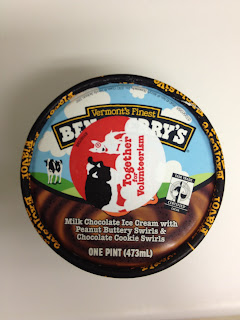 Vermont's Finest
BEN RRY'S
Together
for
Volunteerism
Milk Chocolate Ice Cream with
Peanut Buttery Swirls &
Chocolate Cookie Swirls
ONE PINT (473mL)